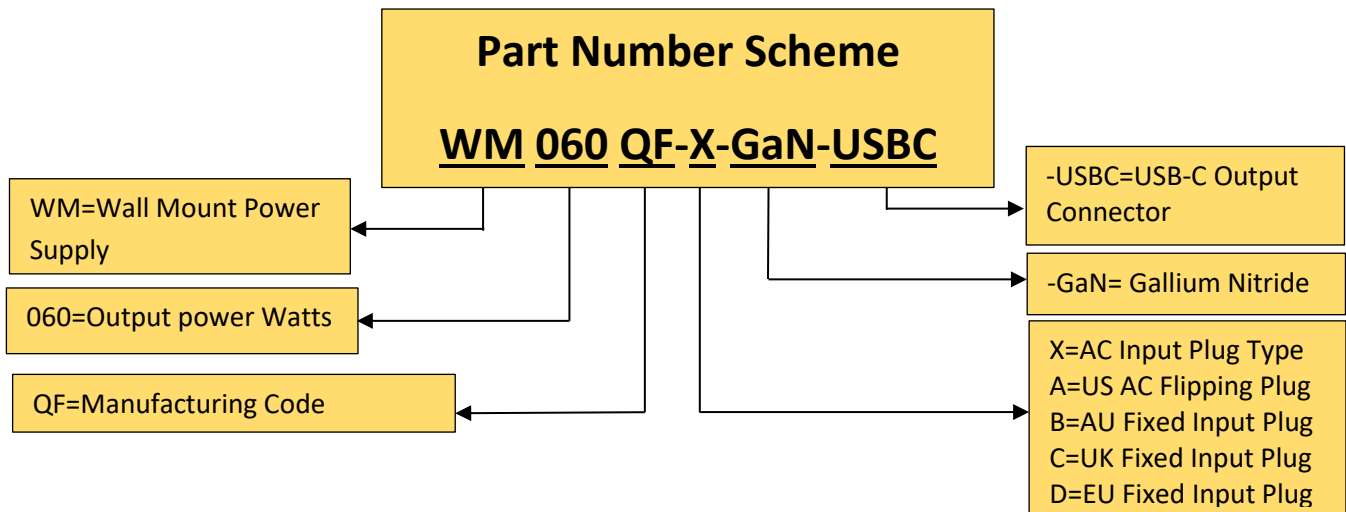 Part Number Scheme
WM 060 QF-X-GaN-USBC
WM=Wall Mount Power
Supply
060=Output power Watts
QF=Manufacturing Code
-USBC=USB-C Output
Connector
-GaN= Gallium Nitride
X=AC Input Plug Type
A=US AC Flipping Plug
B=AU Fixed Input Plug
C=UK Fixed Input Plug
D=EU Fixed Input Plug